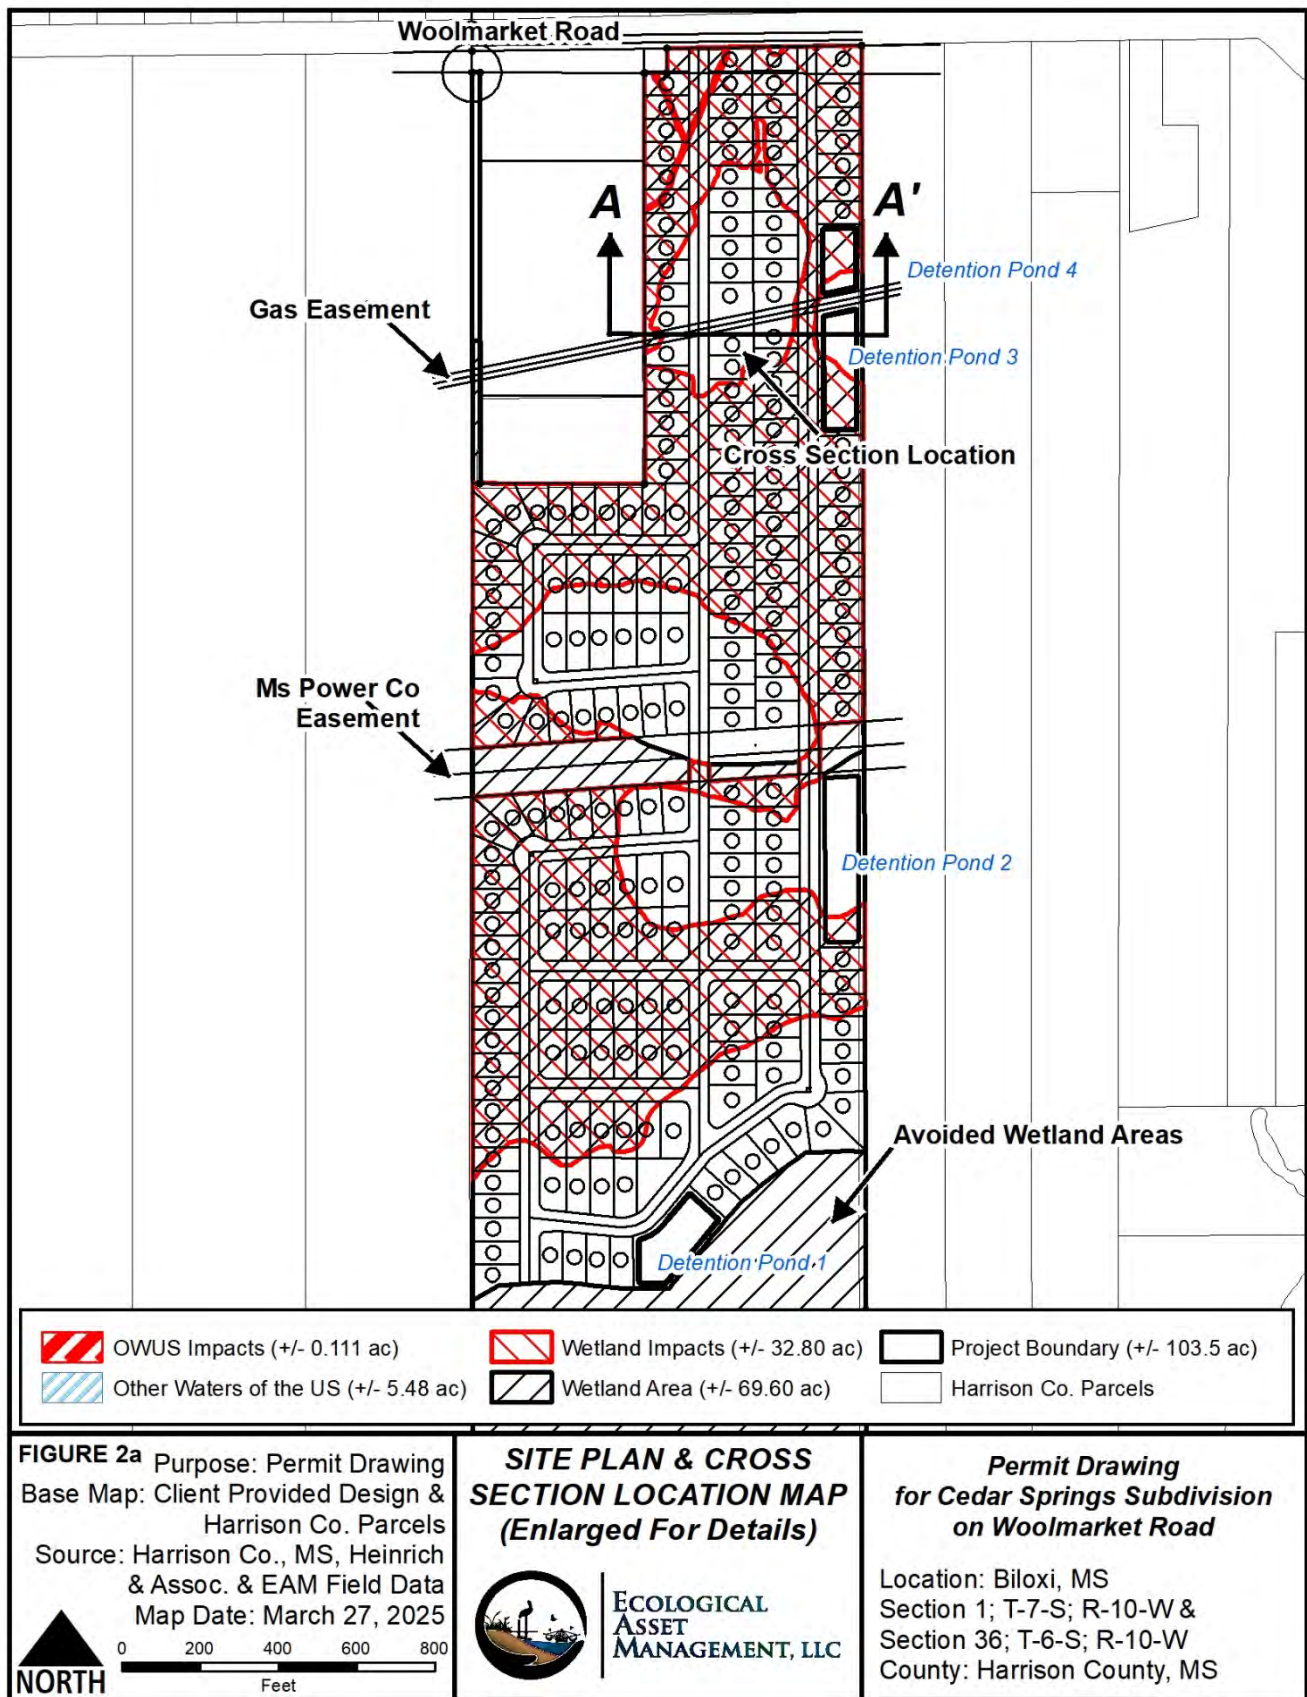 Woolmarket Road
A
A'
Detention Pond 4
Gas Easement
Detention Pond 3
Cross Section Location
Ms Power Co
Easement
Detention Pond 2
Avoided Wetland Areas
Detention Pond 1
OWUS Impacts (+/- 0.111 ac)
Wetland Impacts (+/- 32.80 ac)
Project Boundary (+/- 103.5 ac)
Other Waters of the US (+/- 5.48 ac)
Wetland Area (+/- 69.60 ac)
Harrison Co. Parcels
FIGURE 2a Purpose: Permit Drawing
Base Map: Client Provided Design &
Harrison Co. Parcels
Source: Harrison Co., MS, Heinrich
& Assoc. & EAM Field Data
Map Date: March 27, 2025
0 200 400 600 800
Feet
NORTH
SITE PLAN & CROSS
SECTION LOCATION MAP
(Enlarged For Details)
ECOLOGICAL
ASSET
MANAGEMENT, LLC
Permit Drawing
for Cedar Springs Subdivision
on Woolmarket Road
Location: Biloxi, MS
Section 1; T-7-S; R-10-W &
Section 36; T-6-S; R-10-W
County: Harrison County, MS